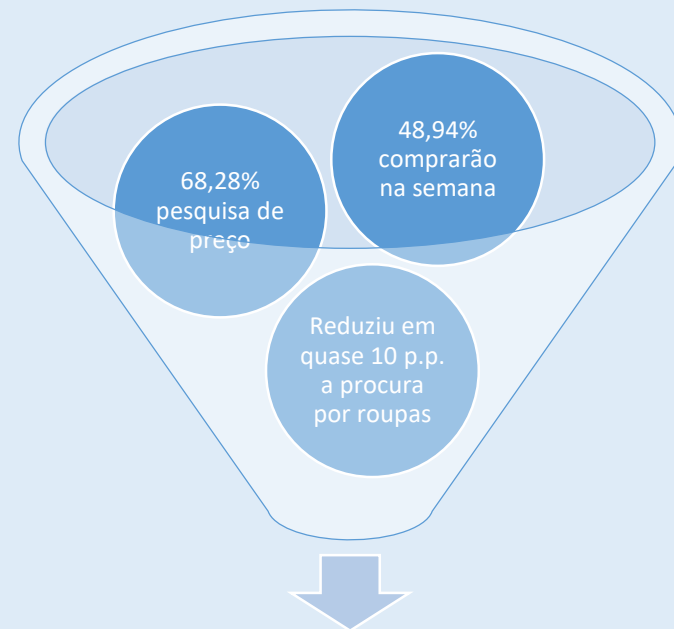 68,28%
pesquisa de
preço
48,94%
comprarão
na semana
Reduziu em
quase 10 p.p.
a procura
por roupas